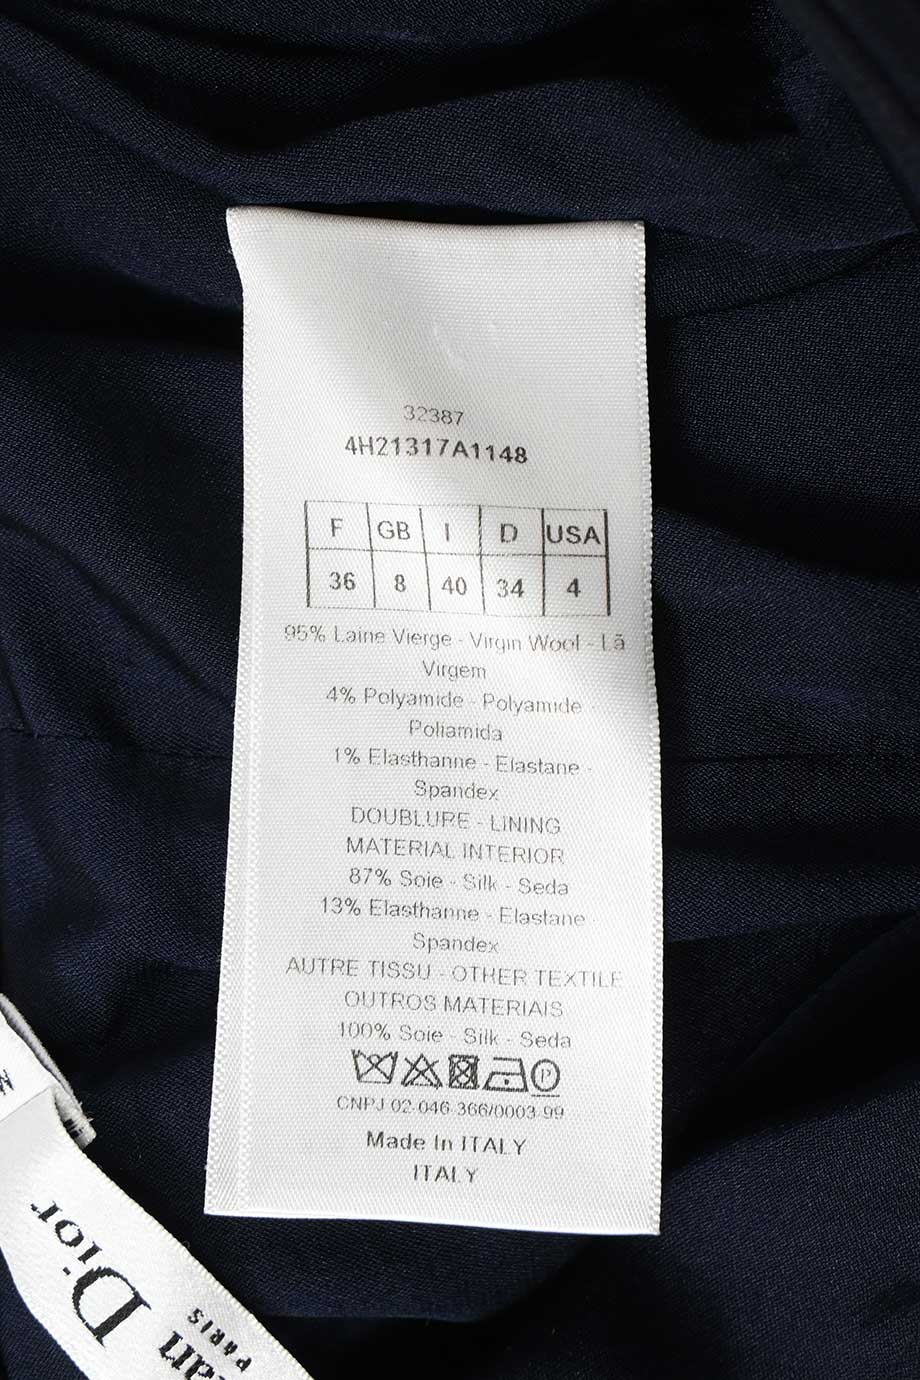 32387
4H21317A1148
F GB I D USA
36 8 40 34 4
95% Laine Vierge - Virgin Wool - Lã
Virgem
4% Polyamide - Polyamide -
Poliamida
1% Elasthanne - Elastane -
Spandex
DOUBLURE - LINING
MATERIAL INTERIOR
87% Soie - Silk - Seda
13% Elasthanne - Elastane -
Spandex
AUTRE TISSU - OTHER TEXTILE
OUTROS MATERIAIS
100% Soie - Silk - Seda
P
CNPJ 02-046-366/0003-99
Made In ITALY
ITALY
Dior
PARIS